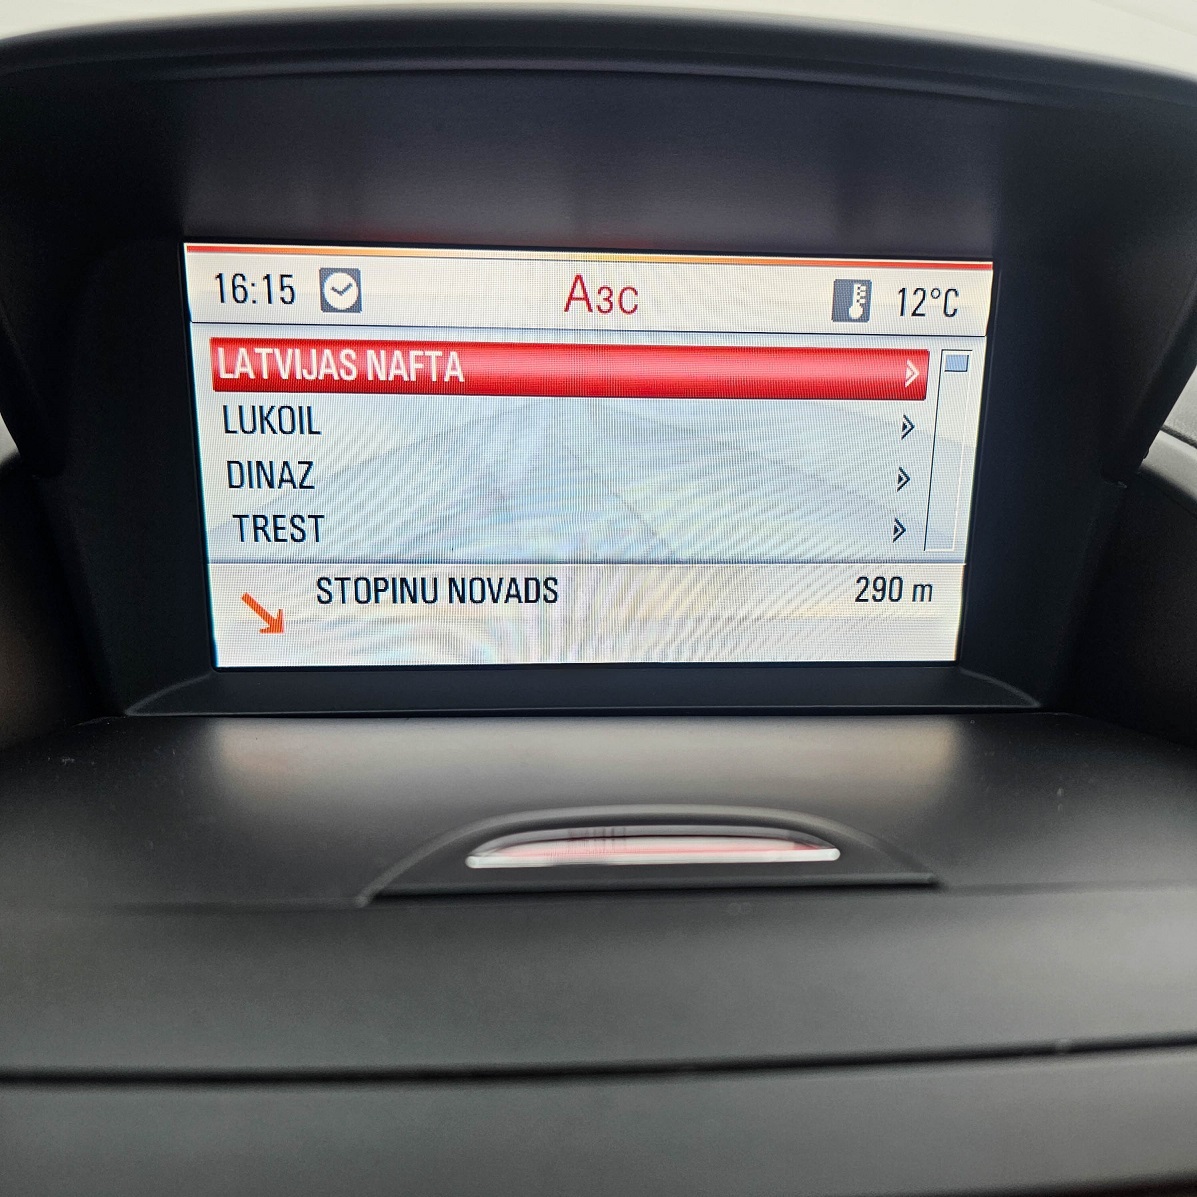 16:15 Азс 12°C
LATVIJAS NAFTA
LUKOIL
DINAZ
TREST
STOPINU NOVADS 290 m